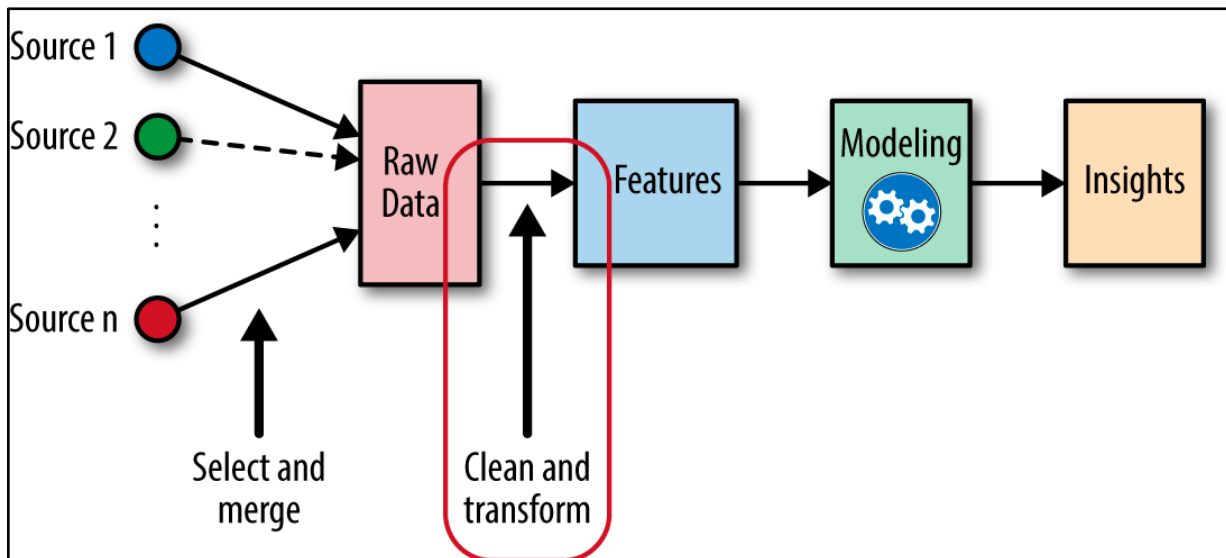 Source 1
Source 2
⋮
Source n
Raw
Data
Features
Modeling
Insights
Select and
merge
Clean and
transform